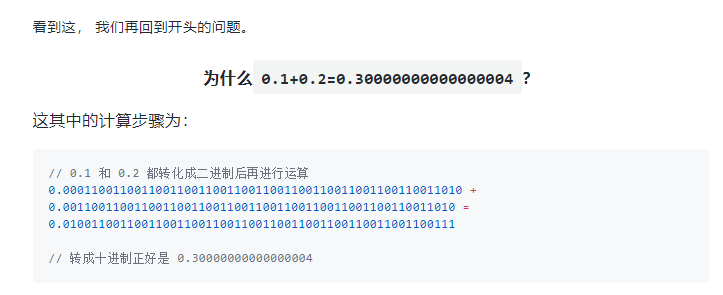 看到这， 我们再回到开头的问题。
为什么 0.1+0.2=0.30000000000000004 ?
这其中的计算步骤为：
// 0.1 和 0.2 都转化成二进制后再进行运算
0.00011001100110011001100110011001100110011001100110011010 +
0.0011001100110011001100110011001100110011001100110011010 =
0.0100110011001100110011001100110011001100110011001100111
// 转成十进制正好是 0.30000000000000004